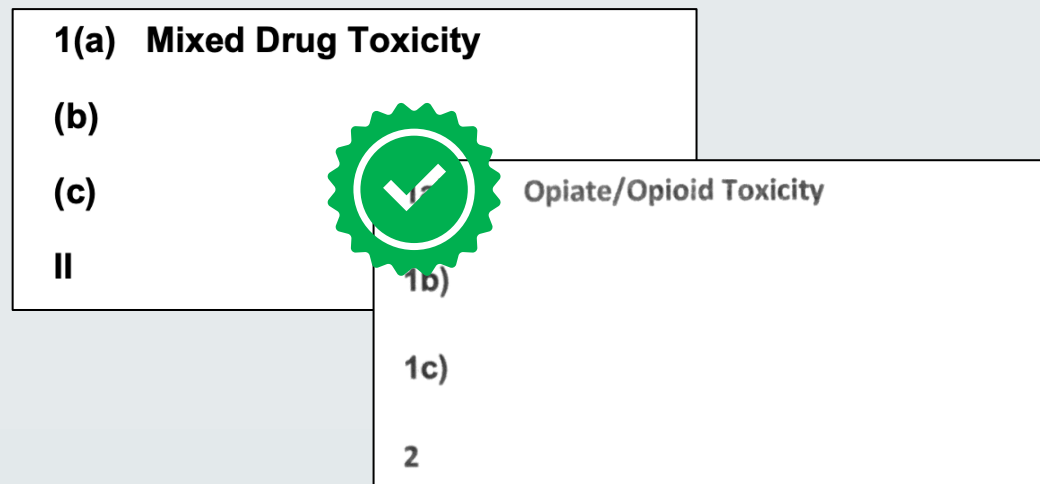 1(a) Mixed Drug Toxicity
(b)
(c)
II
Opiate/Opioid Toxicity
1b)
1c)
2